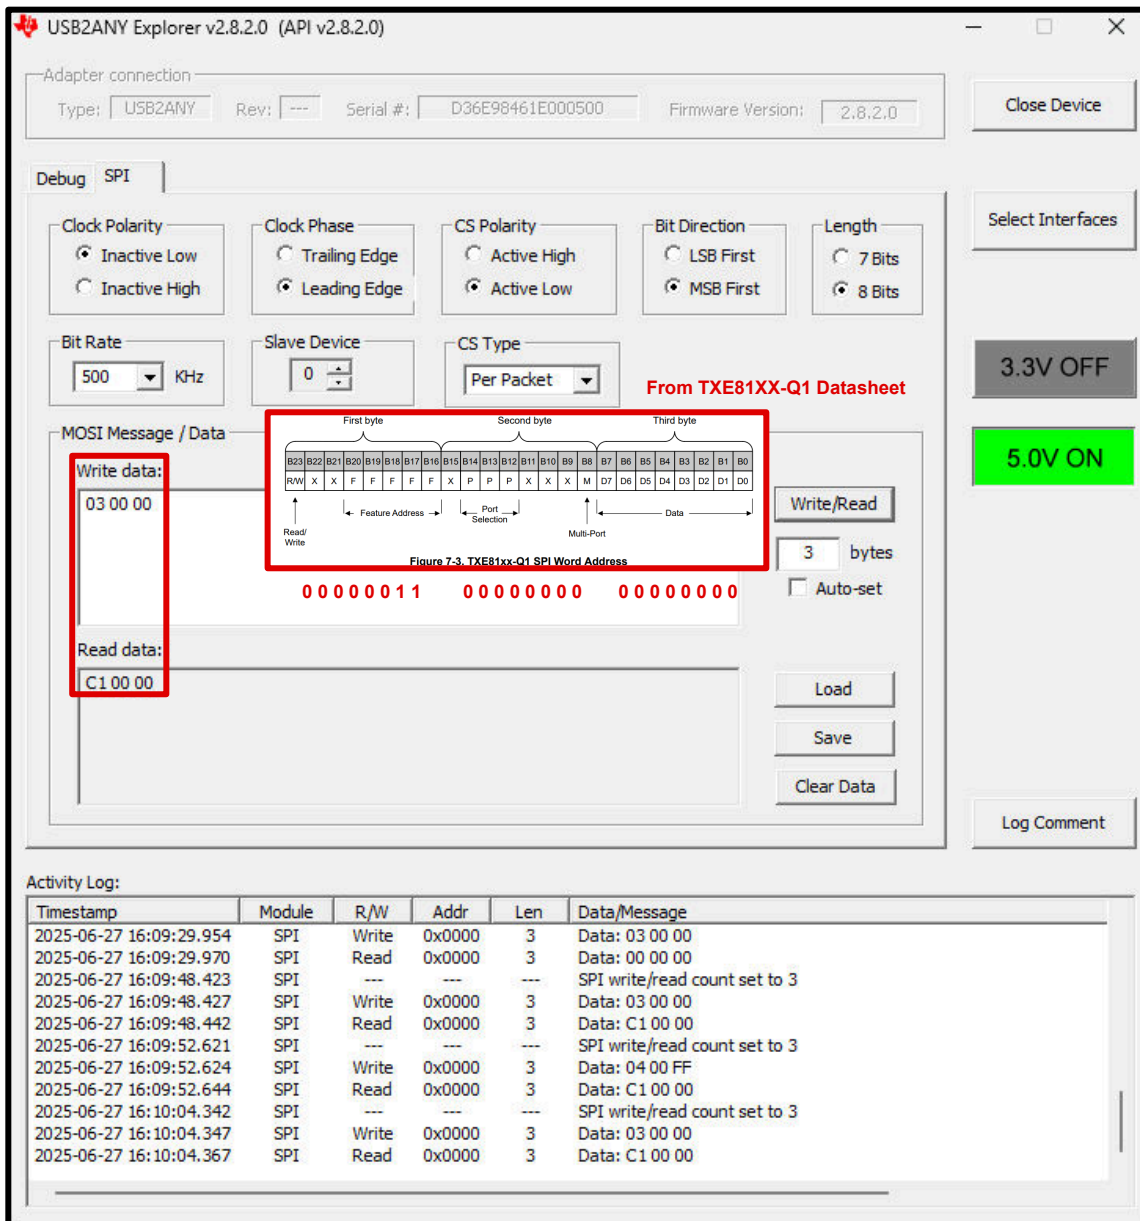 USB2ANY Explorer v2.8.2.0 (API v2.8.2.0)
Adapter connection
Type: USB2ANY Rev: --- Serial #: D36E98461E000500 Firmware Version: 2.8.2.0
Close Device
Debug SPI
Select Interfaces
Clock Polarity Clock Phase CS Polarity Bit Direction Length
Inactive Low Trailing Edge Active High LSB First 7 Bits
Inactive High Leading Edge Active Low MSB First 8 Bits
Bit Rate Slave Device CS Type
500 KHz 0 Per Packet
3.3V OFF
From TXE81XX-Q1 Datasheet
MOSI Message / Data
5.0V ON
First byte Second byte Third byte
B23 B22 B21 B20 B19 B18 B17 B16 B15 B14 B13 B12 B11 B10 B9 B8 B7 B6 B5 B4 B3 B2 B1 B0
R/W X X F F F F F X P P P X X X M D7 D6 D5 D4 D3 D2 D1 D0
Feature Address Port Selection Data
Read/Write Multi-Port
Figure 7-3. TXE81xx-Q1 SPI Word Address
Write data:
03 00 00
Write/Read
3 bytes
Auto-set
0 0 0 0 0 0 1 1 0 0 0 0 0 0 0 0 0 0 0 0 0 0 0 0
Read data:
C1 00 00
Load
Save
Clear Data
Log Comment
Activity Log:
Timestamp Module R/W Addr Len Data/Message
2025-06-27 16:09:29.954 SPI Write 0x0000 3 Data: 03 00 00
2025-06-27 16:09:29.970 SPI Read 0x0000 3 Data: 00 00 00
2025-06-27 16:09:48.423 SPI --- --- --- SPI write/read count set to 3
2025-06-27 16:09:48.427 SPI Write 0x0000 3 Data: 03 00 00
2025-06-27 16:09:48.442 SPI Read 0x0000 3 Data: C1 00 00
2025-06-27 16:09:52.621 SPI --- --- --- SPI write/read count set to 3
2025-06-27 16:09:52.624 SPI Write 0x0000 3 Data: 04 00 FF
2025-06-27 16:09:52.644 SPI Read 0x0000 3 Data: C1 00 00
2025-06-27 16:10:04.342 SPI --- --- --- SPI write/read count set to 3
2025-06-27 16:10:04.347 SPI Write 0x0000 3 Data: 03 00 00
2025-06-27 16:10:04.367 SPI Read 0x0000 3 Data: C1 00 00